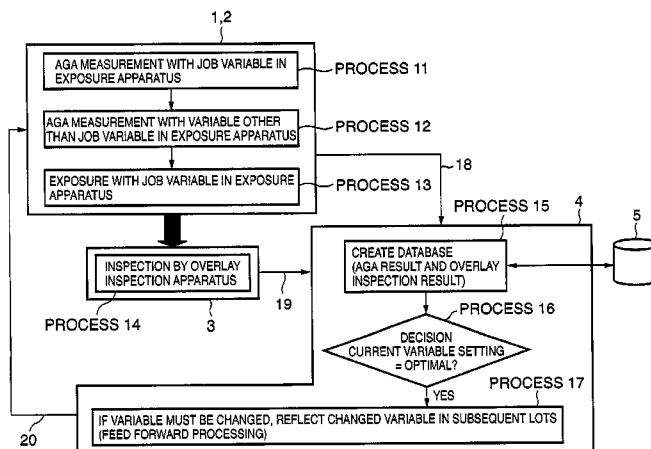 1,2
AGA MEASUREMENT WITH JOB VARIABLE IN
EXPOSURE APPARATUS
PROCESS 11
AGA MEASUREMENT WITH VARIABLE OTHER
THAN JOB VARIABLE IN EXPOSURE APPARATUS
PROCESS 12
EXPOSURE WITH JOB VARIABLE IN EXPOSURE
APPARATUS
PROCESS 13
18
PROCESS 15
4
5
CREATE DATABASE
(AGA RESULT AND OVERLAY
INSPECTION RESULT)
INSPECTION BY OVERLAY
INSPECTION APPARATUS
19
PROCESS 14
3
PROCESS 16
DECISION
CURRENT VARIABLE SETTING
= OPTIMAL?
YES
PROCESS 17
IF VARIABLE MUST BE CHANGED, REFLECT CHANGED VARIABLE IN SUBSEQUENT LOTS
(FEED FORWARD PROCESSING)
20